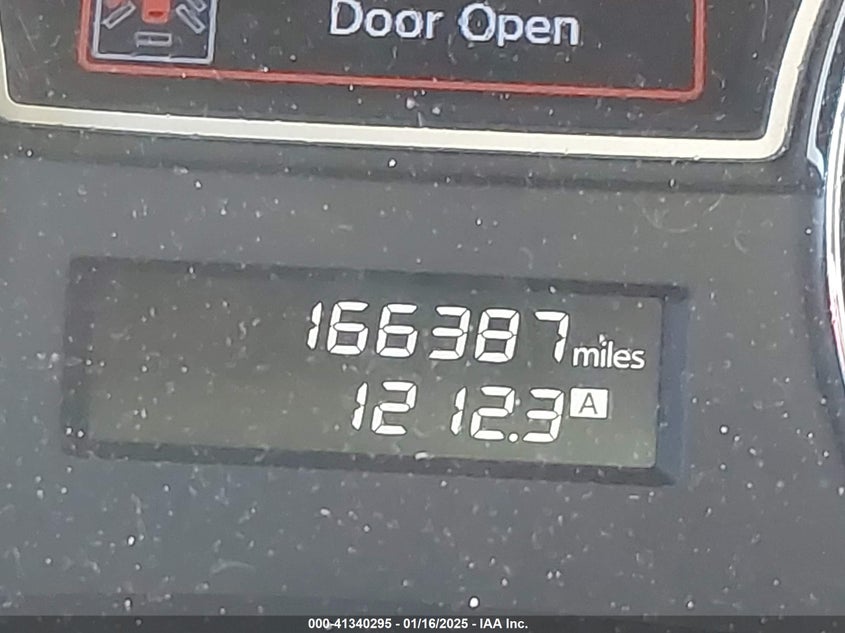 Door Open
166387 miles
1212.3 A
000-41340295 - 01/16/2025 - IAA Inc.